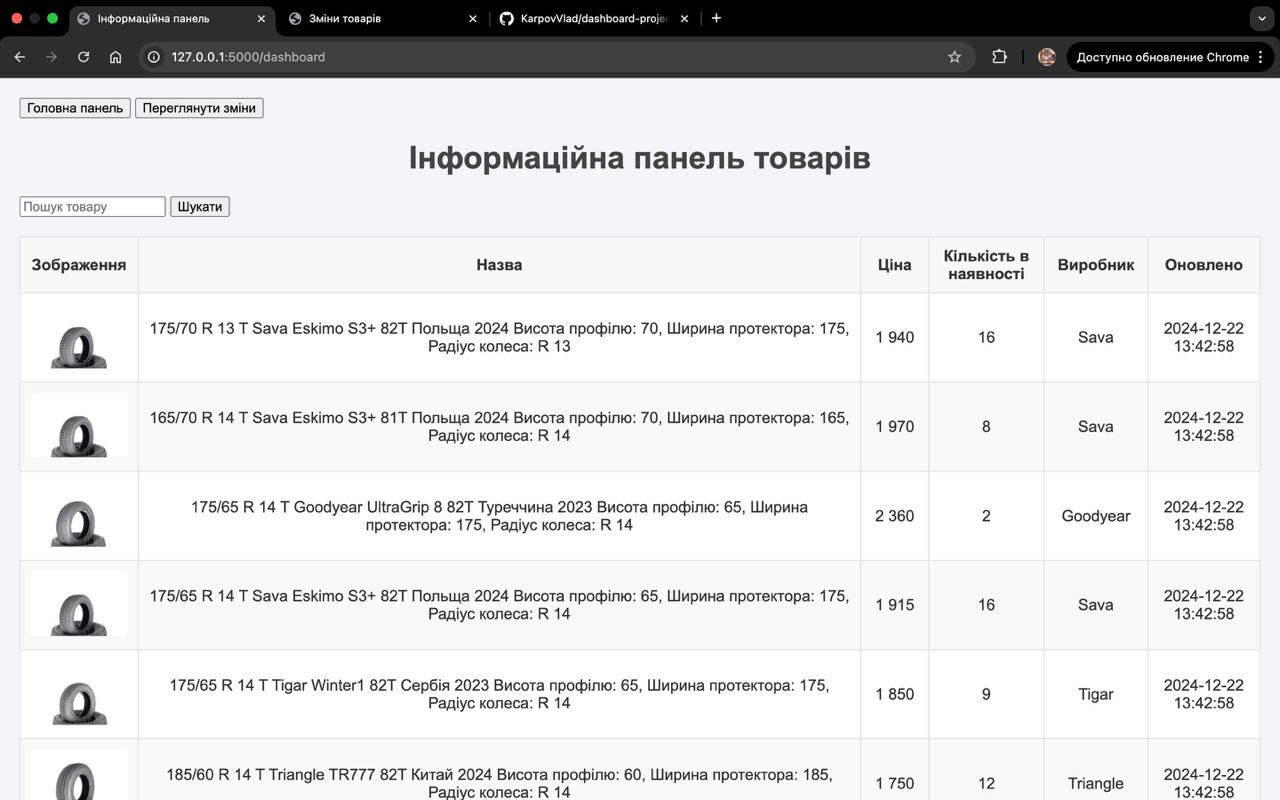 Інформаційна панель
Зміни товарів
KarpovVlad/dashboard-projec
127.0.0.1:5000/dashboard
Доступно обновление Chrome
Головна панель Переглянути зміни
Інформаційна панель товарів
Пошук товару Шукати
Зображення Назва Ціна Кількість в наявності Виробник Оновлено
175/70 R 13 T Sava Eskimo S3+ 82T Польща 2024 Висота профілю: 70, Ширина протектора: 175,
Радіус колеса: R 13
1 940
16
Sava
2024-12-22
13:42:58
165/70 R 14 T Sava Eskimo S3+ 81T Польща 2024 Висота профілю: 70, Ширина протектора: 165,
Радіус колеса: R 14
1 970
8
Sava
2024-12-22
13:42:58
175/65 R 14 T Goodyear UltraGrip 8 82T Туреччина 2023 Висота профілю: 65, Ширина
протектора: 175, Радіус колеса: R 14
2 360
2
Goodyear
2024-12-22
13:42:58
175/65 R 14 T Sava Eskimo S3+ 82T Польща 2024 Висота профілю: 65, Ширина протектора: 175,
Радіус колеса: R 14
1 915
16
Sava
2024-12-22
13:42:58
175/65 R 14 T Tigar Winter1 82T Сербія 2023 Висота профілю: 65, Ширина протектора: 175,
Радіус колеса: R 14
1 850
9
Tigar
2024-12-22
13:42:58
185/60 R 14 T Triangle TR777 82T Китай 2024 Висота профілю: 60, Ширина протектора: 185,
Радіус колеса: R 14
1 750
12
Triangle
2024-12-22
13:42:58